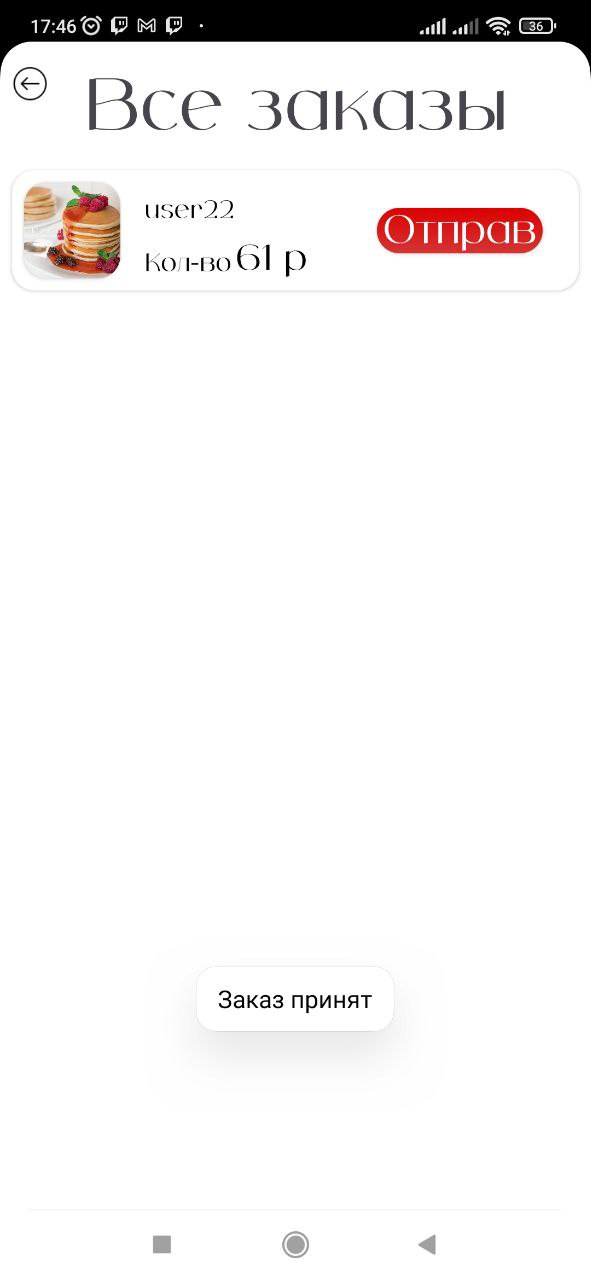 17:46
36
Все заказы
user22
Кол-во 61 р
Отправ
Заказ принят